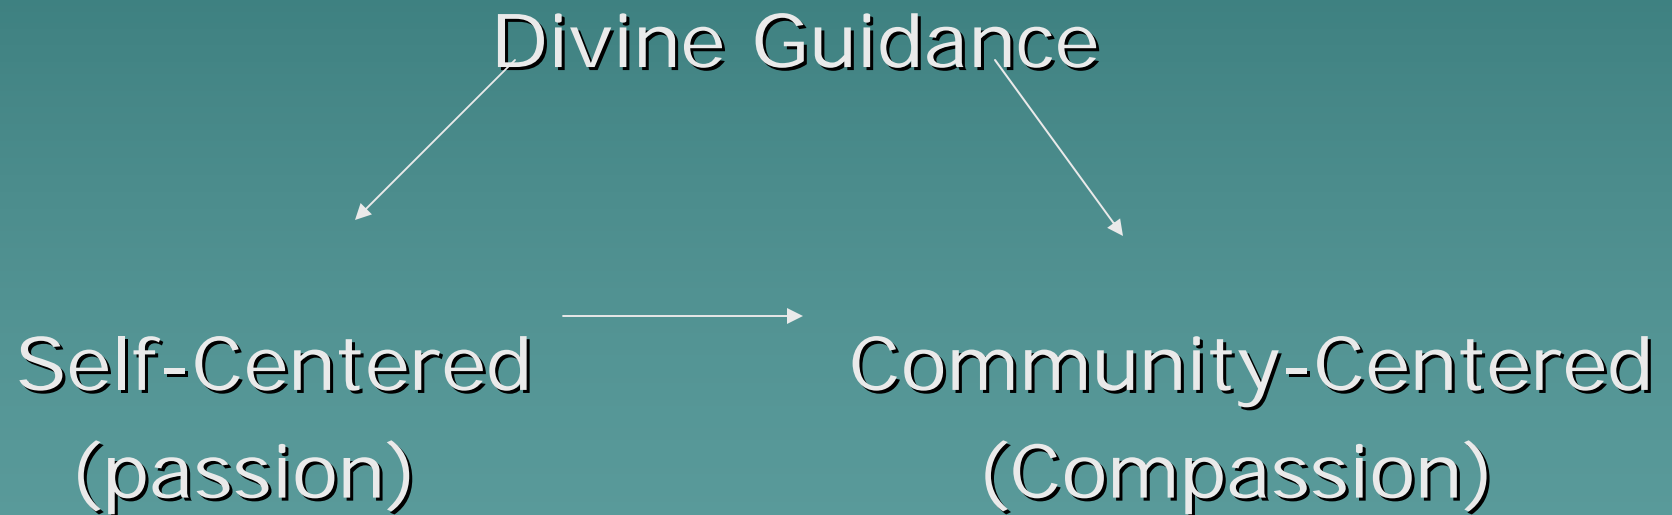 Divine Guidance
Self-Centered Community-Centered
(passion) (Compassion)